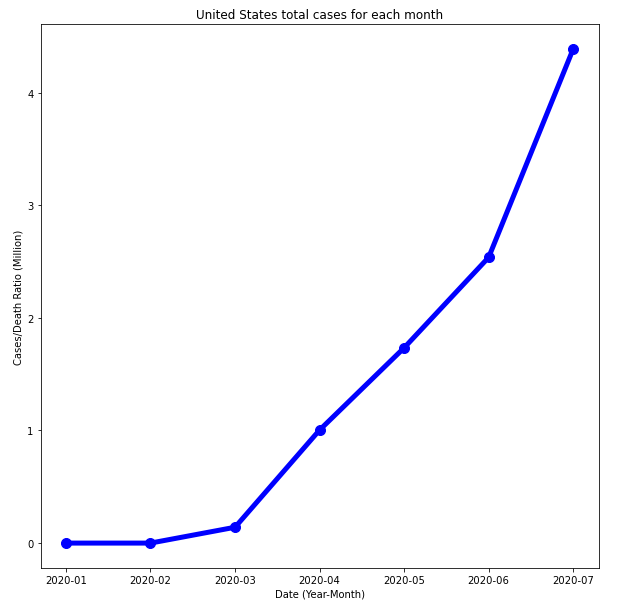 United States total cases for each month
Cases/Death Ratio (Million)
4
3
2
1
0
2020-01 2020-02 2020-03 2020-04 2020-05 2020-06 2020-07
Date (Year-Month)